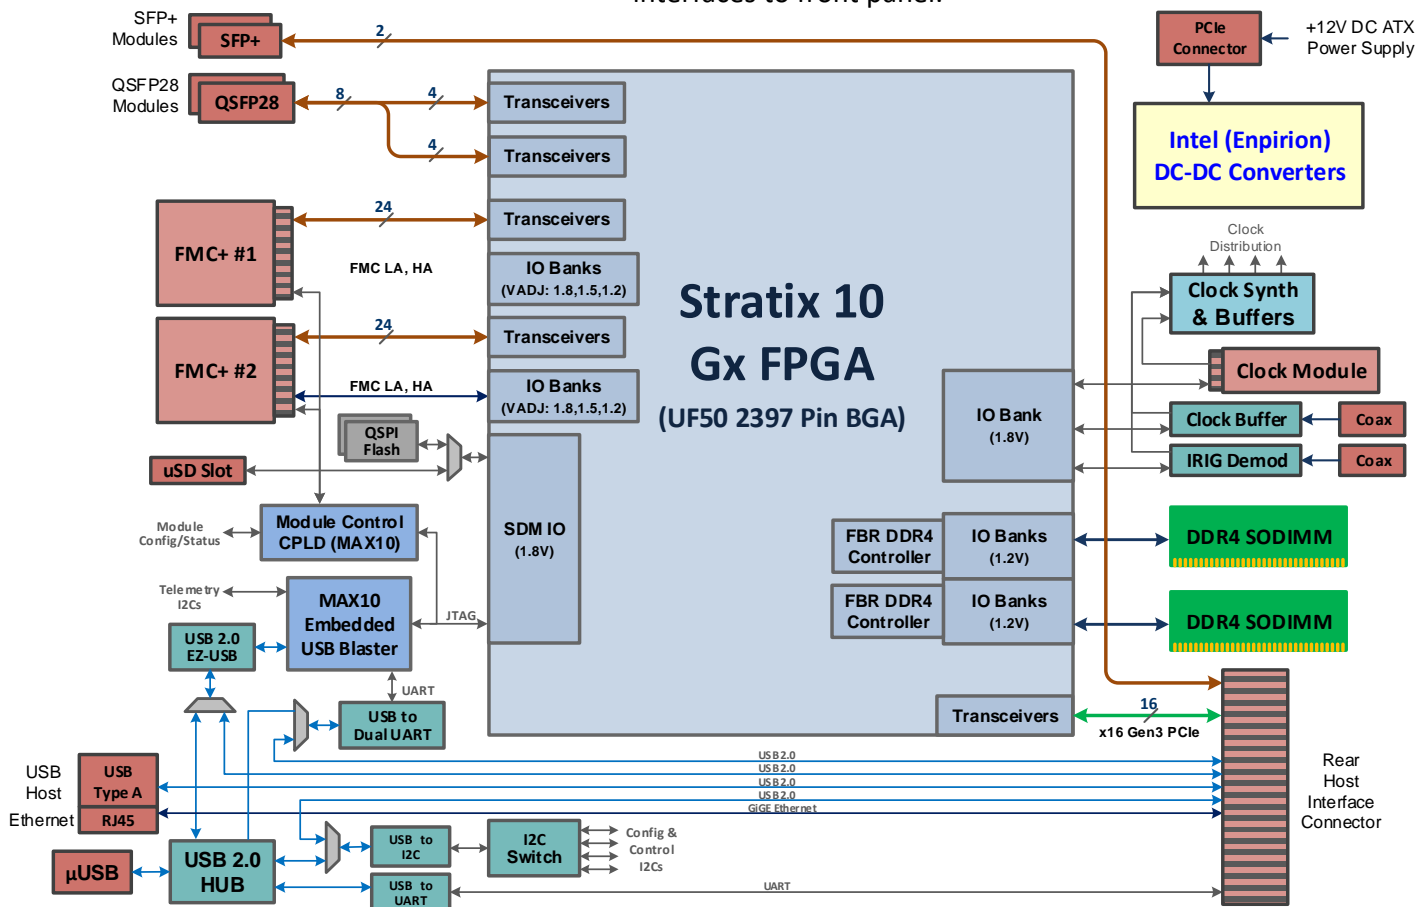 interfaces to front panel.
SFP+
Modules
SFP+
2
PCIe
Connector
+12V DC ATX
Power Supply
QSFP28
Modules
QSFP28
8
4
Transceivers
4
Transceivers
Intel (Enpirion)
DC-DC Converters
FMC+ #1
24
Transceivers
FMC LA, HA
IO Banks
(VADJ: 1.8,1.5,1.2)
Clock
Distribution
Clock Synth
& Buffers
Stratix 10
Gx FPGA
(UF50 2397 Pin BGA)
FMC+ #2
24
Transceivers
FMC LA, HA
IO Banks
(VADJ: 1.8,1.5,1.2)
IO Bank
(1.8V)
Clock Module
Clock Buffer
Coax
IRIG Demod
Coax
QSPI
Flash
uSD Slot
SDM IO
(1.8V)
Module
Config/Status
Module Control
CPLD (MAX10)
FBR DDR4
Controller
IO Banks
(1.2V)
DDR4 SODIMM
Telemetry
I2Cs
MAX10
Embedded
USB Blaster
JTAG
FBR DDR4
Controller
IO Banks
(1.2V)
DDR4 SODIMM
USB 2.0
EZ-USB
UART
USB to
Dual UART
Transceivers
16
x16 Gen3 PCIe
USB2.0
USB2.0
USB2.0
USB2.0
GiGE Ethernet
USB
Host
USB
Type A
Ethernet
RJ45
Rear
Host
Interface
Connector
µUSB
USB 2.0
HUB
USB to
I2C
I2C
Switch
Config &
Control
I2Cs
USB to
UART
UART